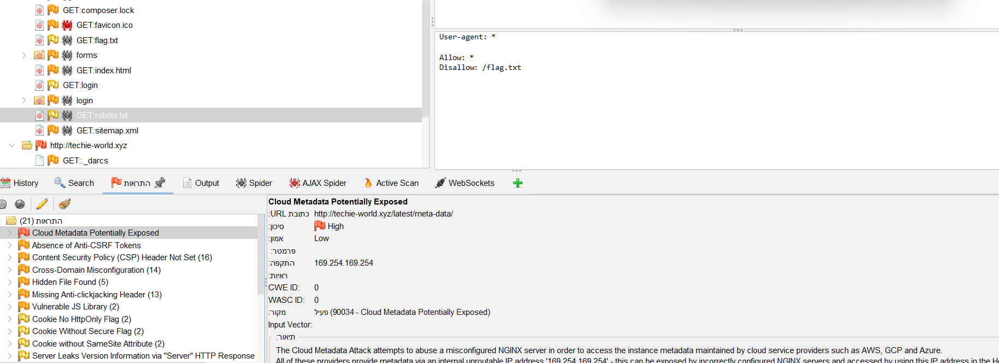 GET:composer.lock
GET:favicon.ico
GET:flag.txt
forms
GET:index.html
GET:login
login
GET:robots.txt
GET:sitemap.xml
http://techie-world.xyz
GET:._darcs
User-agent: *
Allow: *
Disallow: /flag.txt
History Search התראות Output Spider AJAX Spider Active Scan WebSockets
התראות (21)
Cloud Metadata Potentially Exposed
Absence of Anti-CSRF Tokens
Content Security Policy (CSP) Header Not Set (16)
Cross-Domain Misconfiguration (14)
Hidden File Found (5)
Missing Anti-clickjacking Header (13)
Vulnerable JS Library (2)
Cookie No HttpOnly Flag (2)
Cookie Without Secure Flag (2)
Cookie without SameSite Attribute (2)
Server Leaks Version Information via "Server" HTTP Response
Cloud Metadata Potentially Exposed
כתובת URL: http://techie-world.xyz/latest/meta-data/
סיכון: High
אמון: Low
פרמטר:
התקפה: 169.254.169.254
ראיות:
CWE ID: 0
WASC ID: 0
מקור: פעיל (90034 - Cloud Metadata Potentially Exposed)
Input Vector:
תיאור:
The Cloud Metadata Attack attempts to abuse a misconfigured NGINX server in order to access the instance metadata maintained by cloud service providers such as AWS, GCP and Azure.
All of these providers provide metadata via an internal unroutable IP address '169.254.169.254' - this can be exposed by incorrectly configured NGINX servers and accessed by using this IP address in the